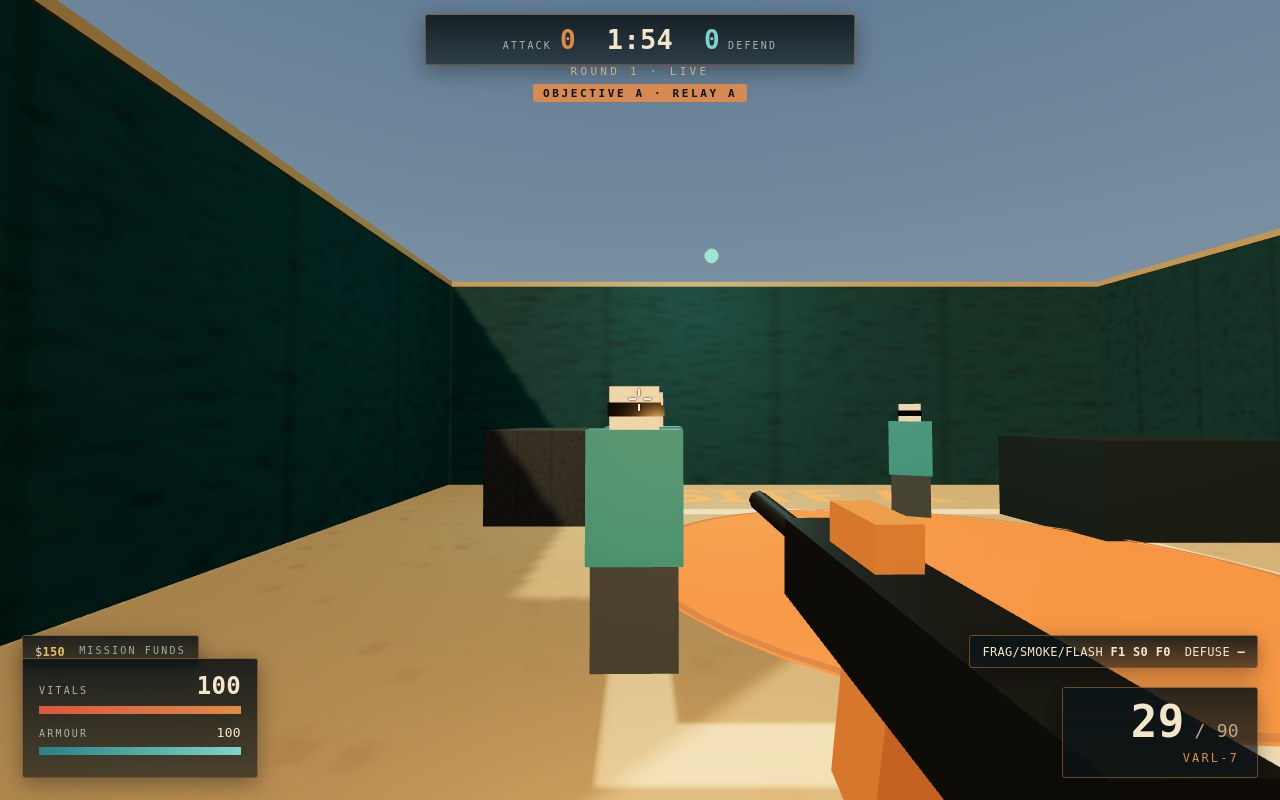 ATTACK 0 1:54 0 DEFEND
ROUND 1 · LIVE
OBJECTIVE A · RELAY A
$150 MISSION FUNDS
VITALS 100
ARMOUR 100
FRAG/SMOKE/FLASH F1 S0 F0 DEFUSE —
29 / 90
VARL-7